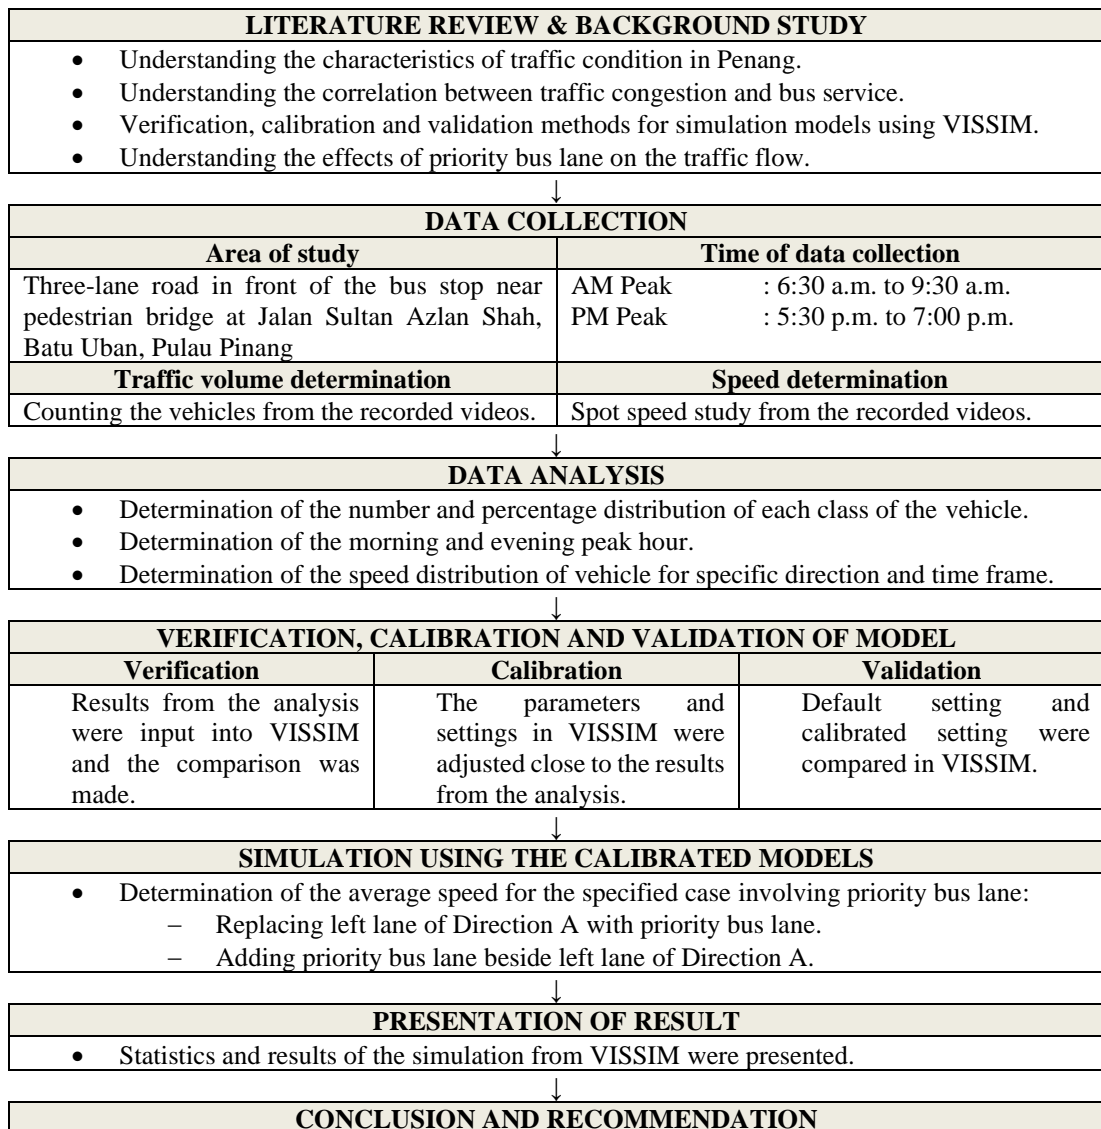 LITERATURE REVIEW & BACKGROUND STUDY
• Understanding the characteristics of traffic condition in Penang.
• Understanding the correlation between traffic congestion and bus service.
• Verification, calibration and validation methods for simulation models using VISSIM.
• Understanding the effects of priority bus lane on the traffic flow.
↓
DATA COLLECTION
Area of study
Three-lane road in front of the bus stop near
pedestrian bridge at Jalan Sultan Azlan Shah,
Batu Uban, Pulau Pinang
Time of data collection
AM Peak : 6:30 a.m. to 9:30 a.m.
PM Peak : 5:30 p.m. to 7:00 p.m.
Traffic volume determination
Counting the vehicles from the recorded videos.
Speed determination
Spot speed study from the recorded videos.
↓
DATA ANALYSIS
• Determination of the number and percentage distribution of each class of the vehicle.
• Determination of the morning and evening peak hour.
• Determination of the speed distribution of vehicle for specific direction and time frame.
↓
VERIFICATION, CALIBRATION AND VALIDATION OF MODEL
Verification
Results from the analysis
were input into VISSIM
and the comparison was
made.
Calibration
The parameters and
settings in VISSIM were
adjusted close to the results
from the analysis.
Validation
Default setting and
calibrated setting were
compared in VISSIM.
↓
SIMULATION USING THE CALIBRATED MODELS
• Determination of the average speed for the specified case involving priority bus lane:
− Replacing left lane of Direction A with priority bus lane.
− Adding priority bus lane beside left lane of Direction A.
↓
PRESENTATION OF RESULT
• Statistics and results of the simulation from VISSIM were presented.
↓
CONCLUSION AND RECOMMENDATION